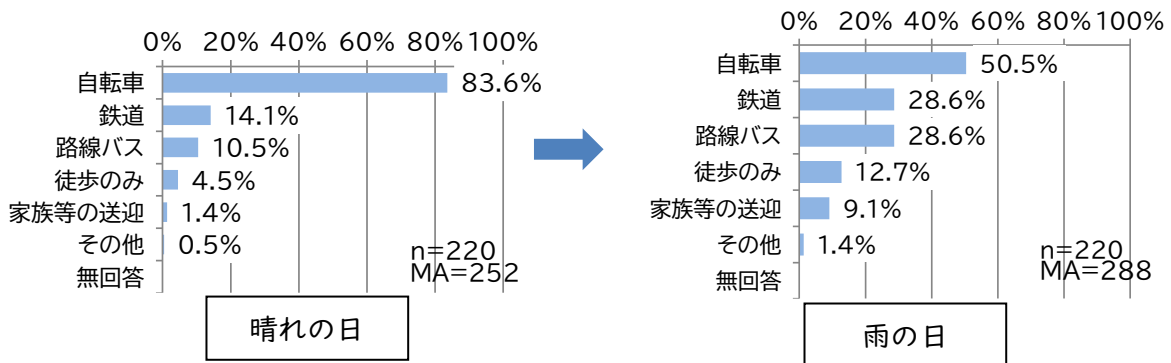 0% 20% 40% 60% 80% 100%
自転車 83.6%
鉄道 14.1%
路線バス 10.5%
徒歩のみ 4.5%
家族等の送迎 1.4%
その他 0.5%
無回答
n=220
MA=252
晴れの日
0% 20% 40% 60% 80% 100%
自転車 50.5%
鉄道 28.6%
路線バス 28.6%
徒歩のみ 12.7%
家族等の送迎 9.1%
その他 1.4%
無回答
n=220
MA=288
雨の日